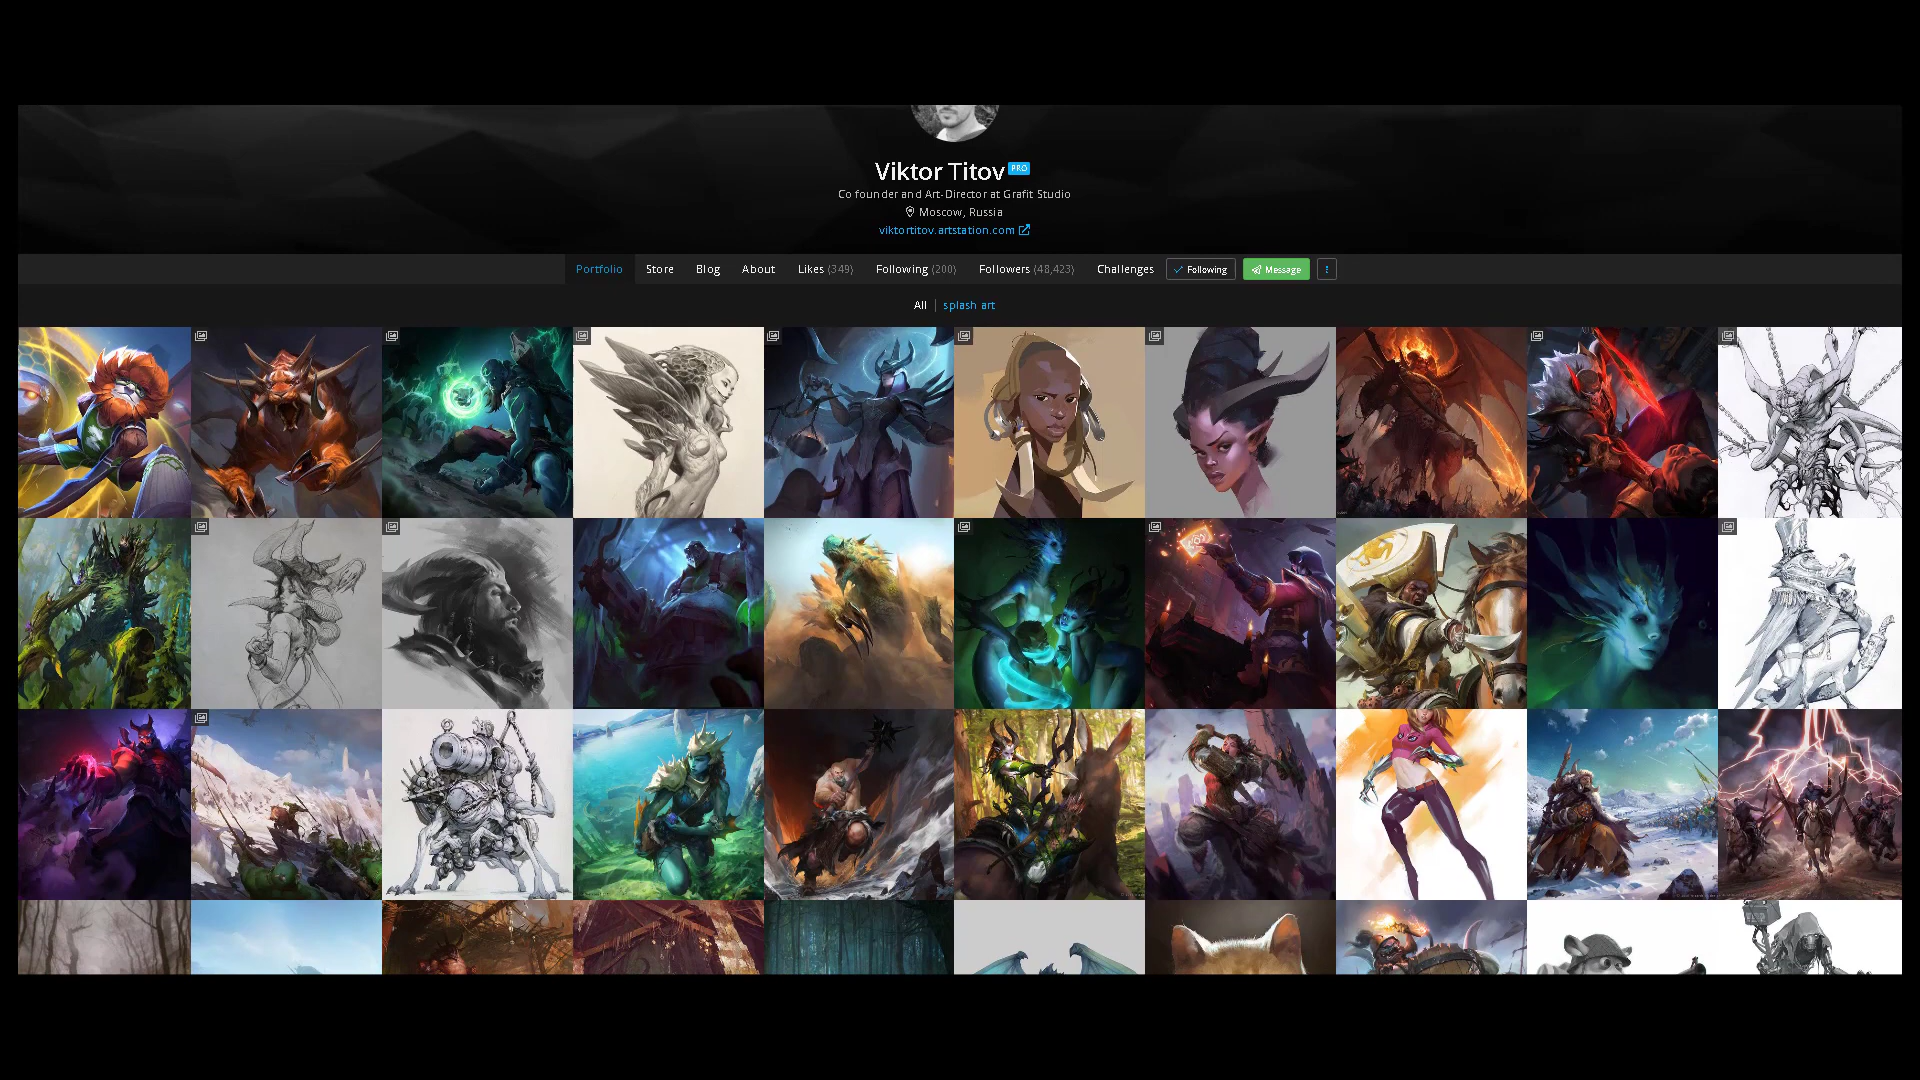 Viktor Titov PRO
Co founder and Art-Director at Grafit Studio
Moscow, Russia
viktortitov.artstation.com
Portfolio Store Blog About Likes (349) Following (200) Followers (48,423) Challenges Following Message
All | splash art